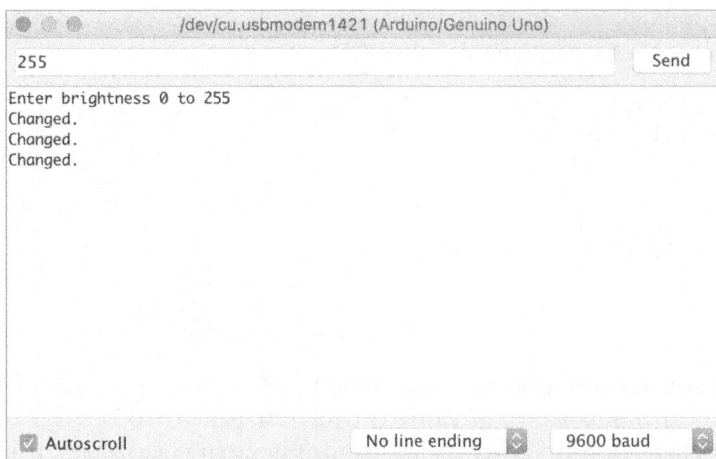 /dev/cu.usbmodem1421 (Arduino/Genuino Uno)
255
Send
Enter brightness 0 to 255
Changed.
Changed.
Changed.
Autoscroll
No line ending
9600 baud